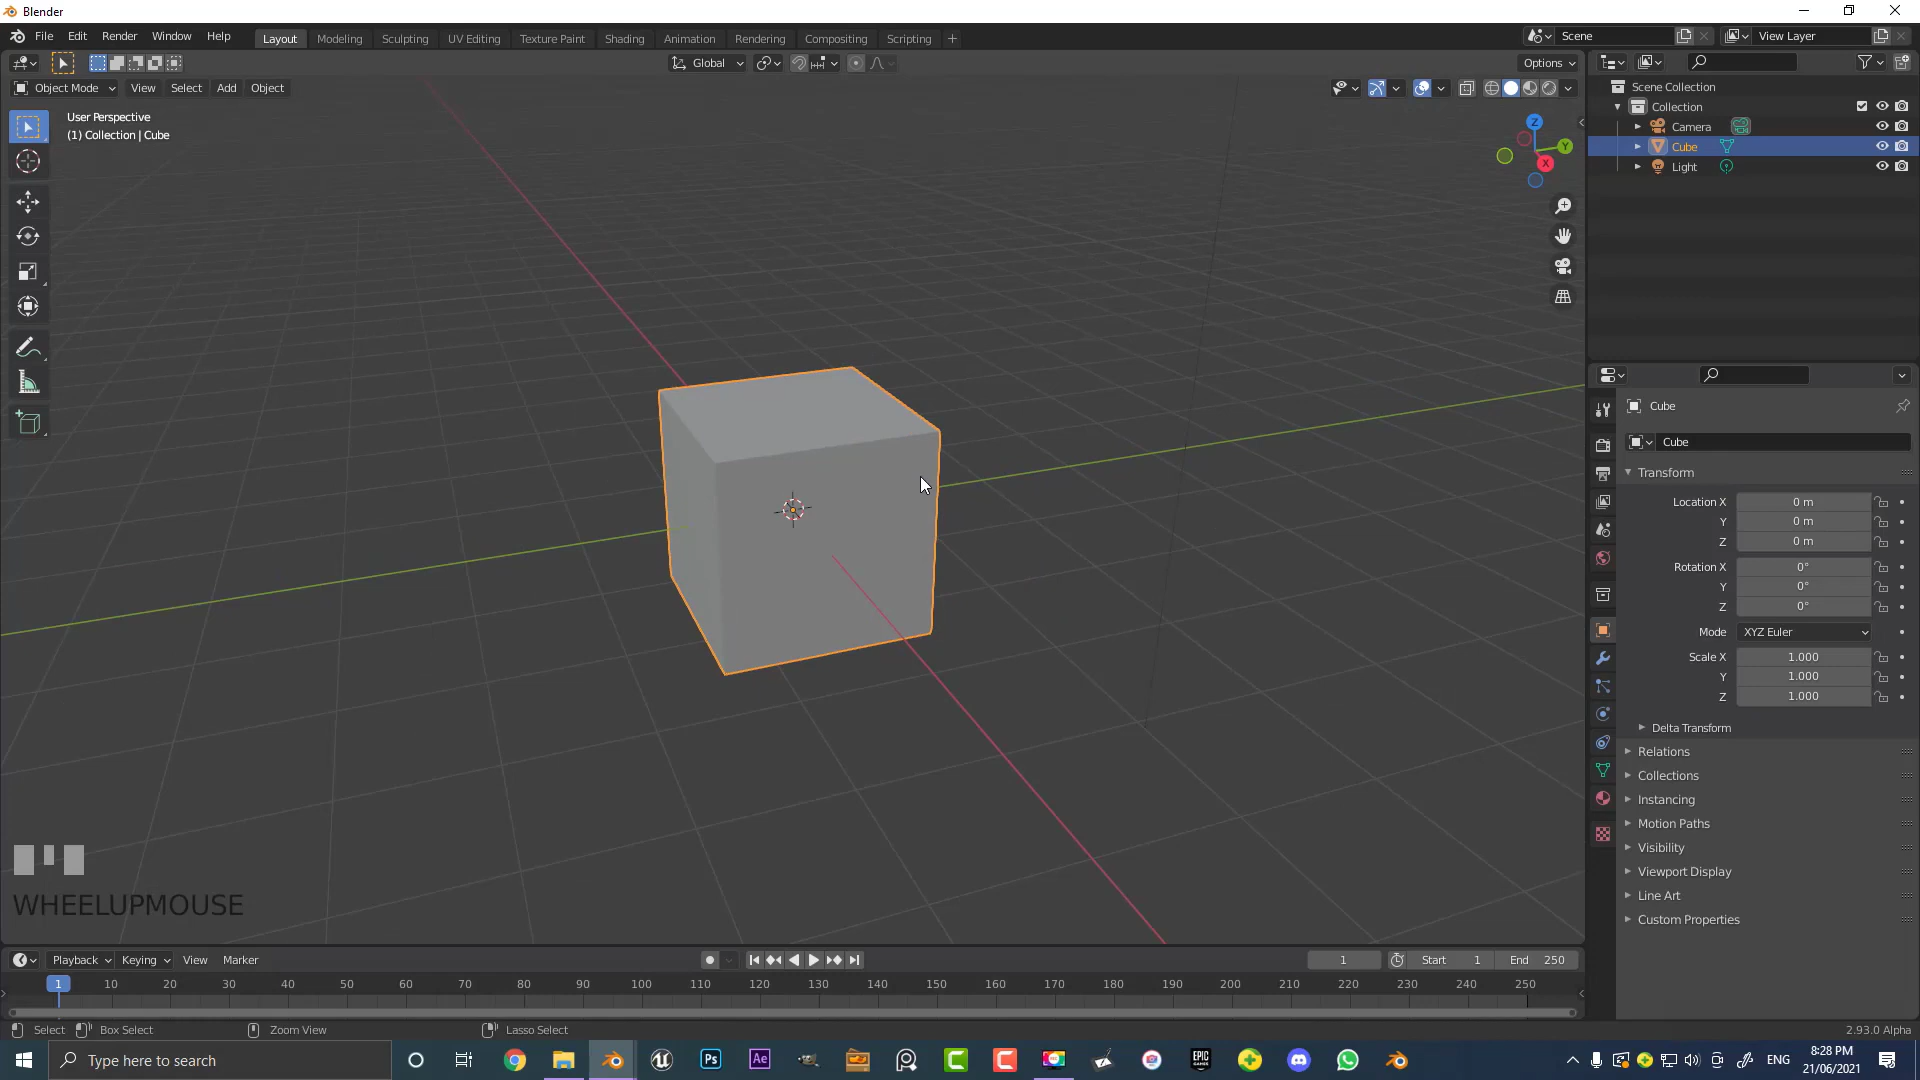 Blender
File Edit Render Window Help
Layout Modeling Sculpting UV Editing Texture Paint Shading Animation Rendering Compositing Scripting
Scene
View Layer
Global
Options
Object Mode View Select Add Object
User Perspective
(1) Collection | Cube
Z
Y
X
Scene Collection
Collection
Camera
Cube
Light
Cube
Cube
Transform
Location X 0 m
Y 0 m
Z 0 m
Rotation X 0°
Y 0°
Z 0°
Mode XYZ Euler
Scale X 1.000
Y 1.000
Z 1.000
Delta Transform
Relations
Collections
Instancing
Motion Paths
Visibility
Viewport Display
Line Art
Custom Properties
WHEELUPMOUSE
Playback Keying View Marker
1 Start 1 End 250
1 10 20 30 40 50 60 70 80 90 100 110 120 130 140 150 160 170 180 190 200 210 220 230 240 250
Select Box Select Zoom View Lasso Select
2.93.0 Alpha
Type here to search
Ps
Ae
EPIC GAMES
ENG
8:28 PM
21/06/2021